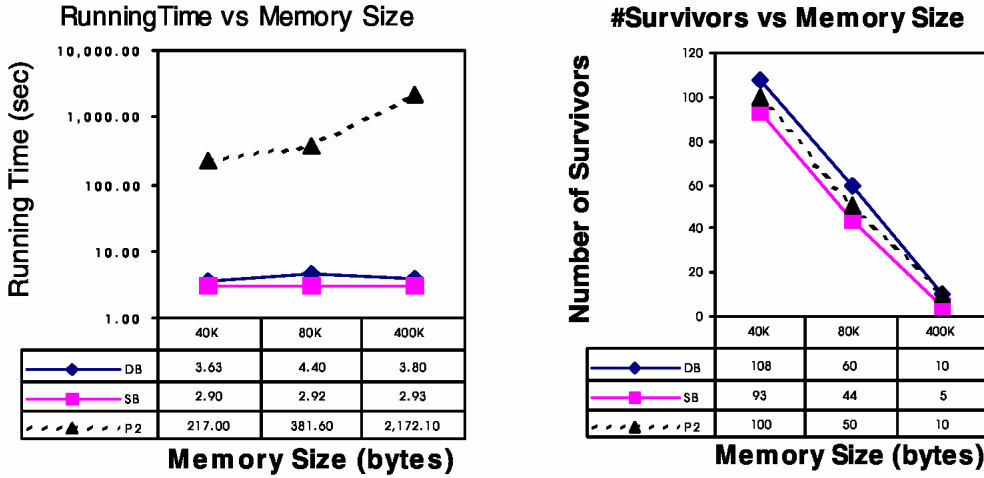 RunningTime vs Memory Size
Running Time (sec)
10,000.00
1,000.00
100.00
10.00
1.00
40K 80K 400K
DB 3.63 4.40 3.80
SB 2.90 2.92 2.93
P2 217.00 381.60 2,172.10
Memory Size (bytes)
#Survivors vs Memory Size
Number of Survivors
120
100
80
60
40
20
0
40K 80K 400K
DB 108 60 10
SB 93 44 5
P2 100 50 10
Memory Size (bytes)